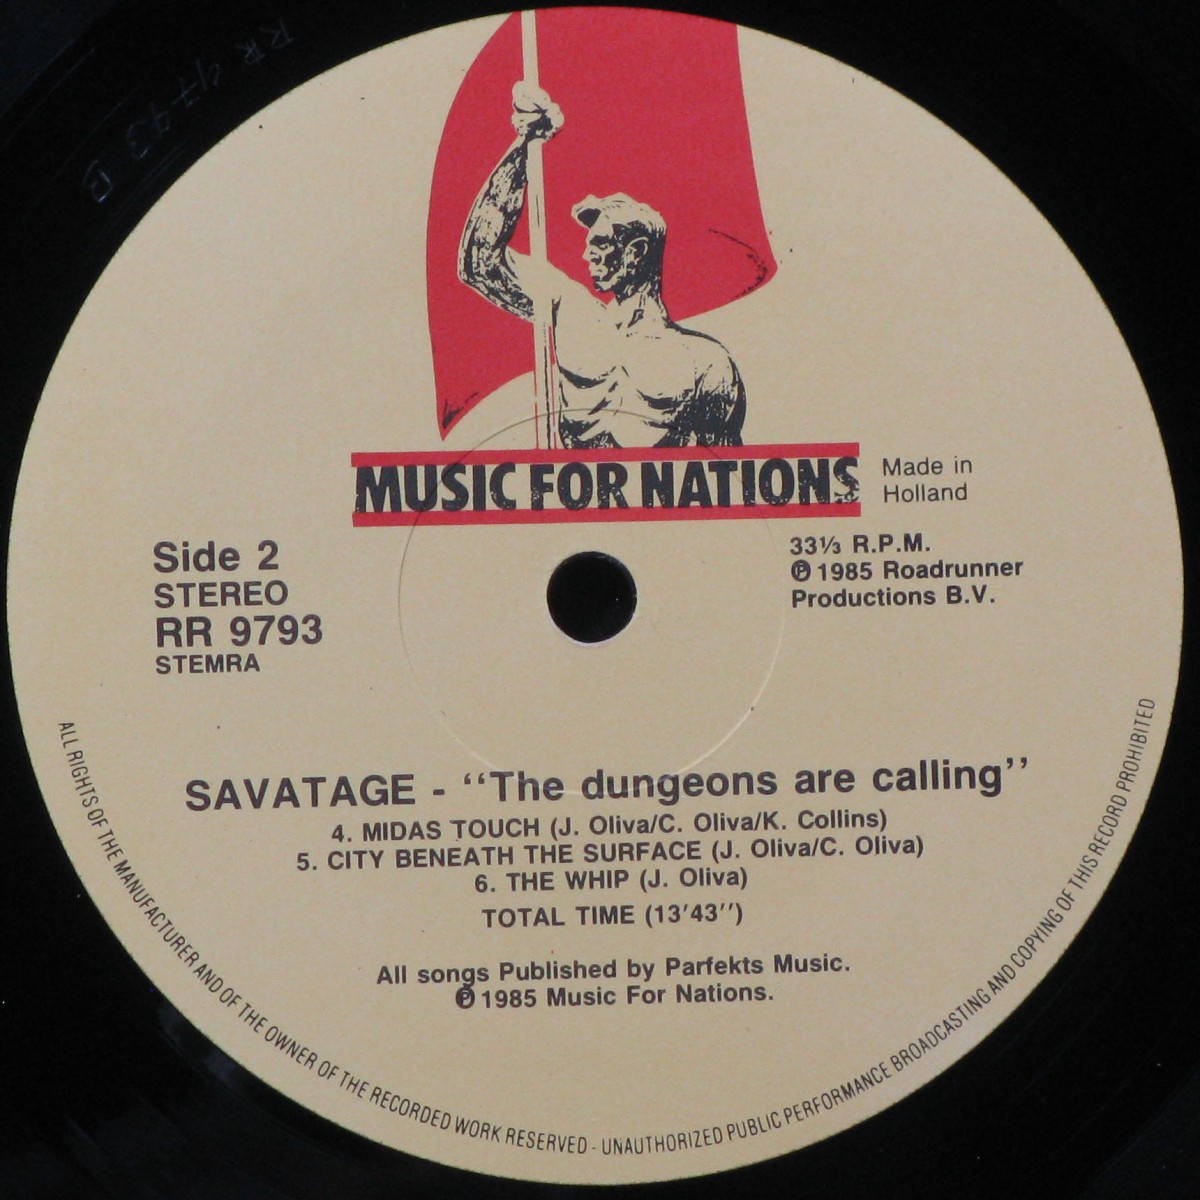 MUSIC FOR NATIONS
Made in
Holland
Side 2
STEREO
RR 9793
STEMRA
33⅓ R.P.M.
℗ 1985 Roadrunner
Productions B.V.
SAVATAGE - “The dungeons are calling”
4. MIDAS TOUCH (J. Oliva/C. Oliva/K. Collins)
5. CITY BENEATH THE SURFACE (J. Oliva/C. Oliva)
6. THE WHIP (J. Oliva)
TOTAL TIME (13’43”)
All songs Published by Parfekts Music.
℗ 1985 Music For Nations.
ALL RIGHTS OF THE MANUFACTURER AND OF THE OWNER OF THE RECORDED WORK RESERVED - UNAUTHORIZED PUBLIC PERFORMANCE BROADCASTING AND COPYING OF THIS RECORD PROHIBITED